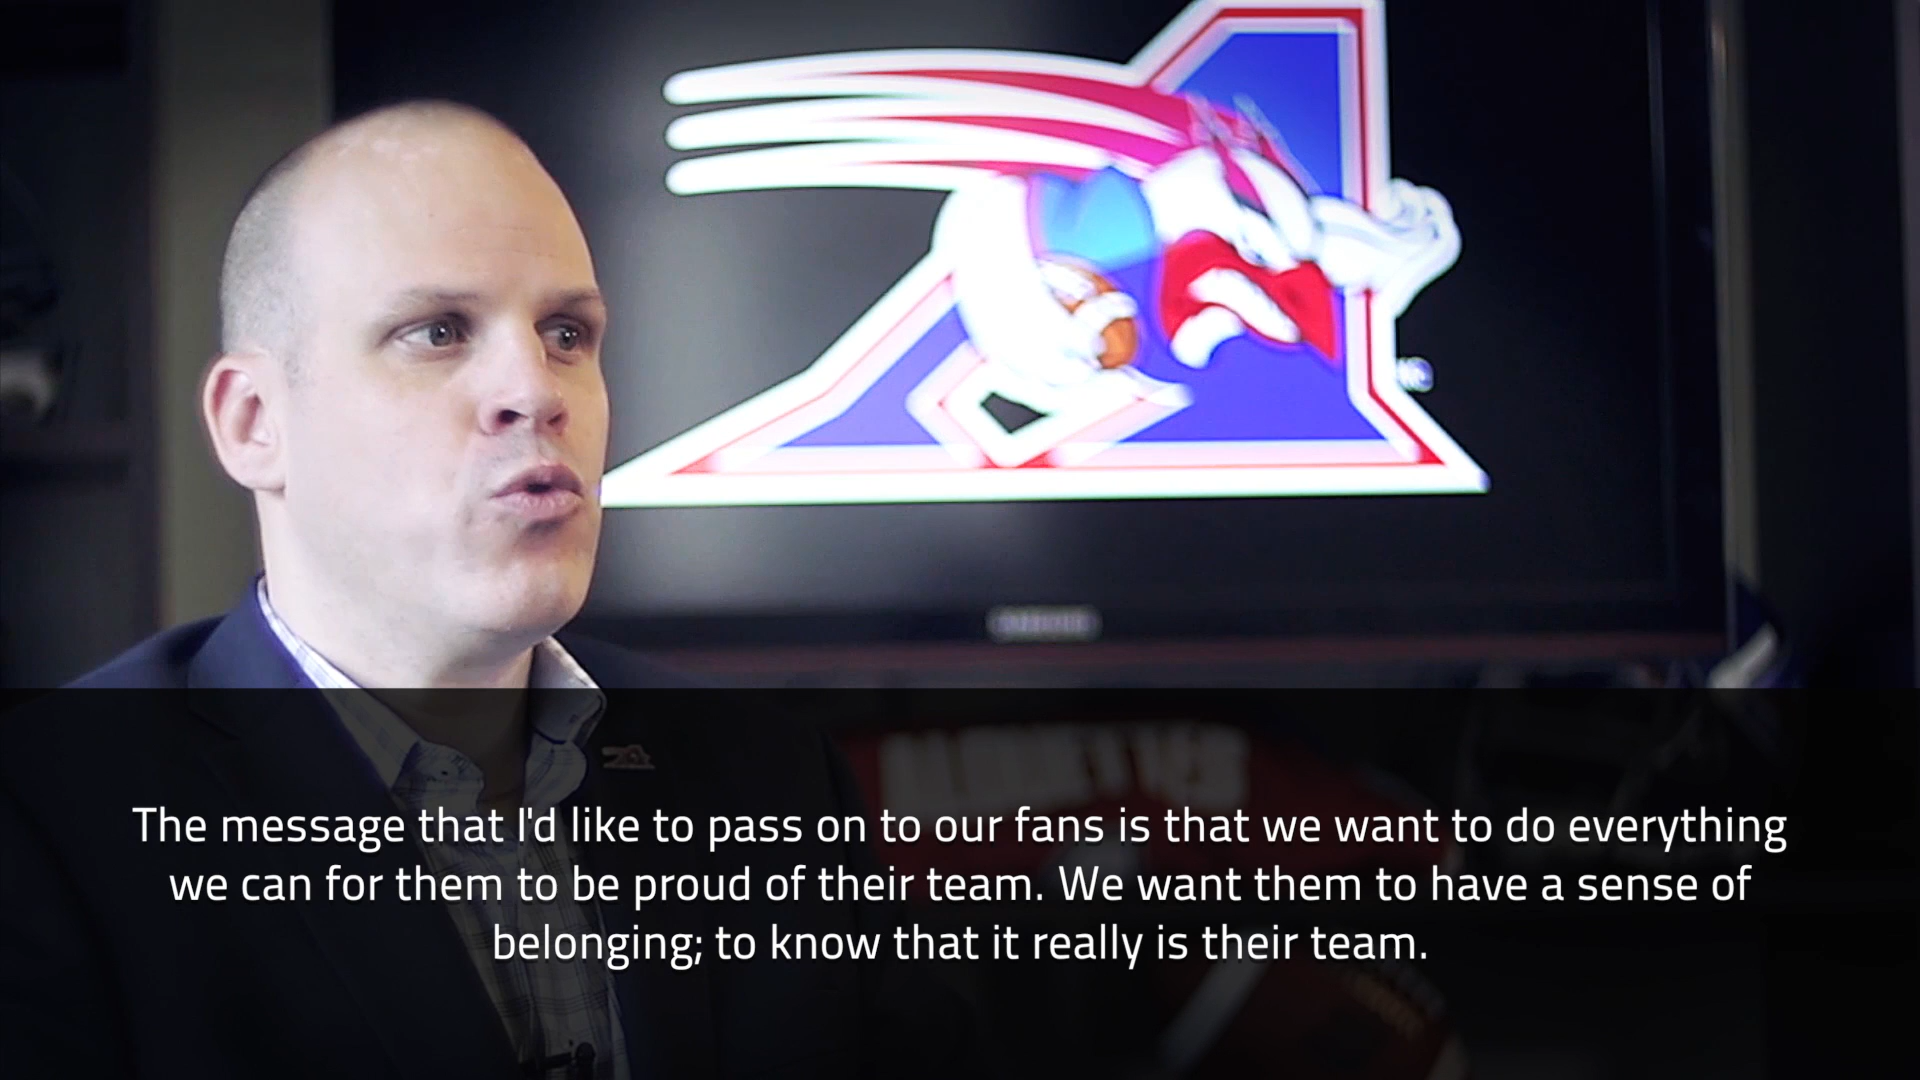 SAMSUNG
ALOUETTES
The message that I'd like to pass on to our fans is that we want to do everything
we can for them to be proud of their team. We want them to have a sense of
belonging; to know that it really is their team.